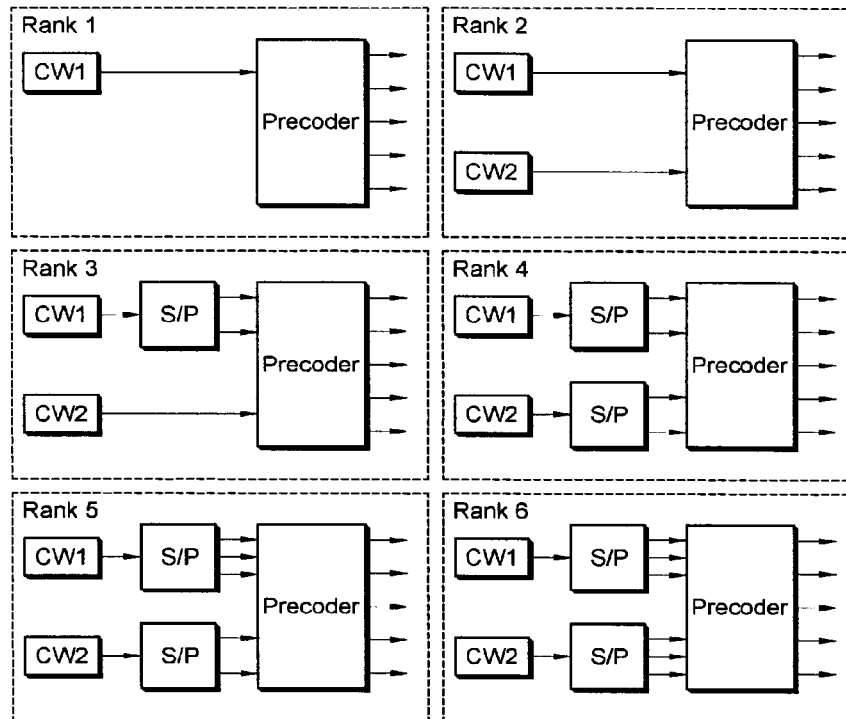 Rank 1
CW1
Precoder
Rank 2
CW1
CW2
Precoder
Rank 3
CW1
S/P
CW2
Precoder
Rank 4
CW1
S/P
CW2
S/P
Precoder
Rank 5
CW1
S/P
CW2
S/P
Precoder
Rank 6
CW1
S/P
CW2
S/P
Precoder